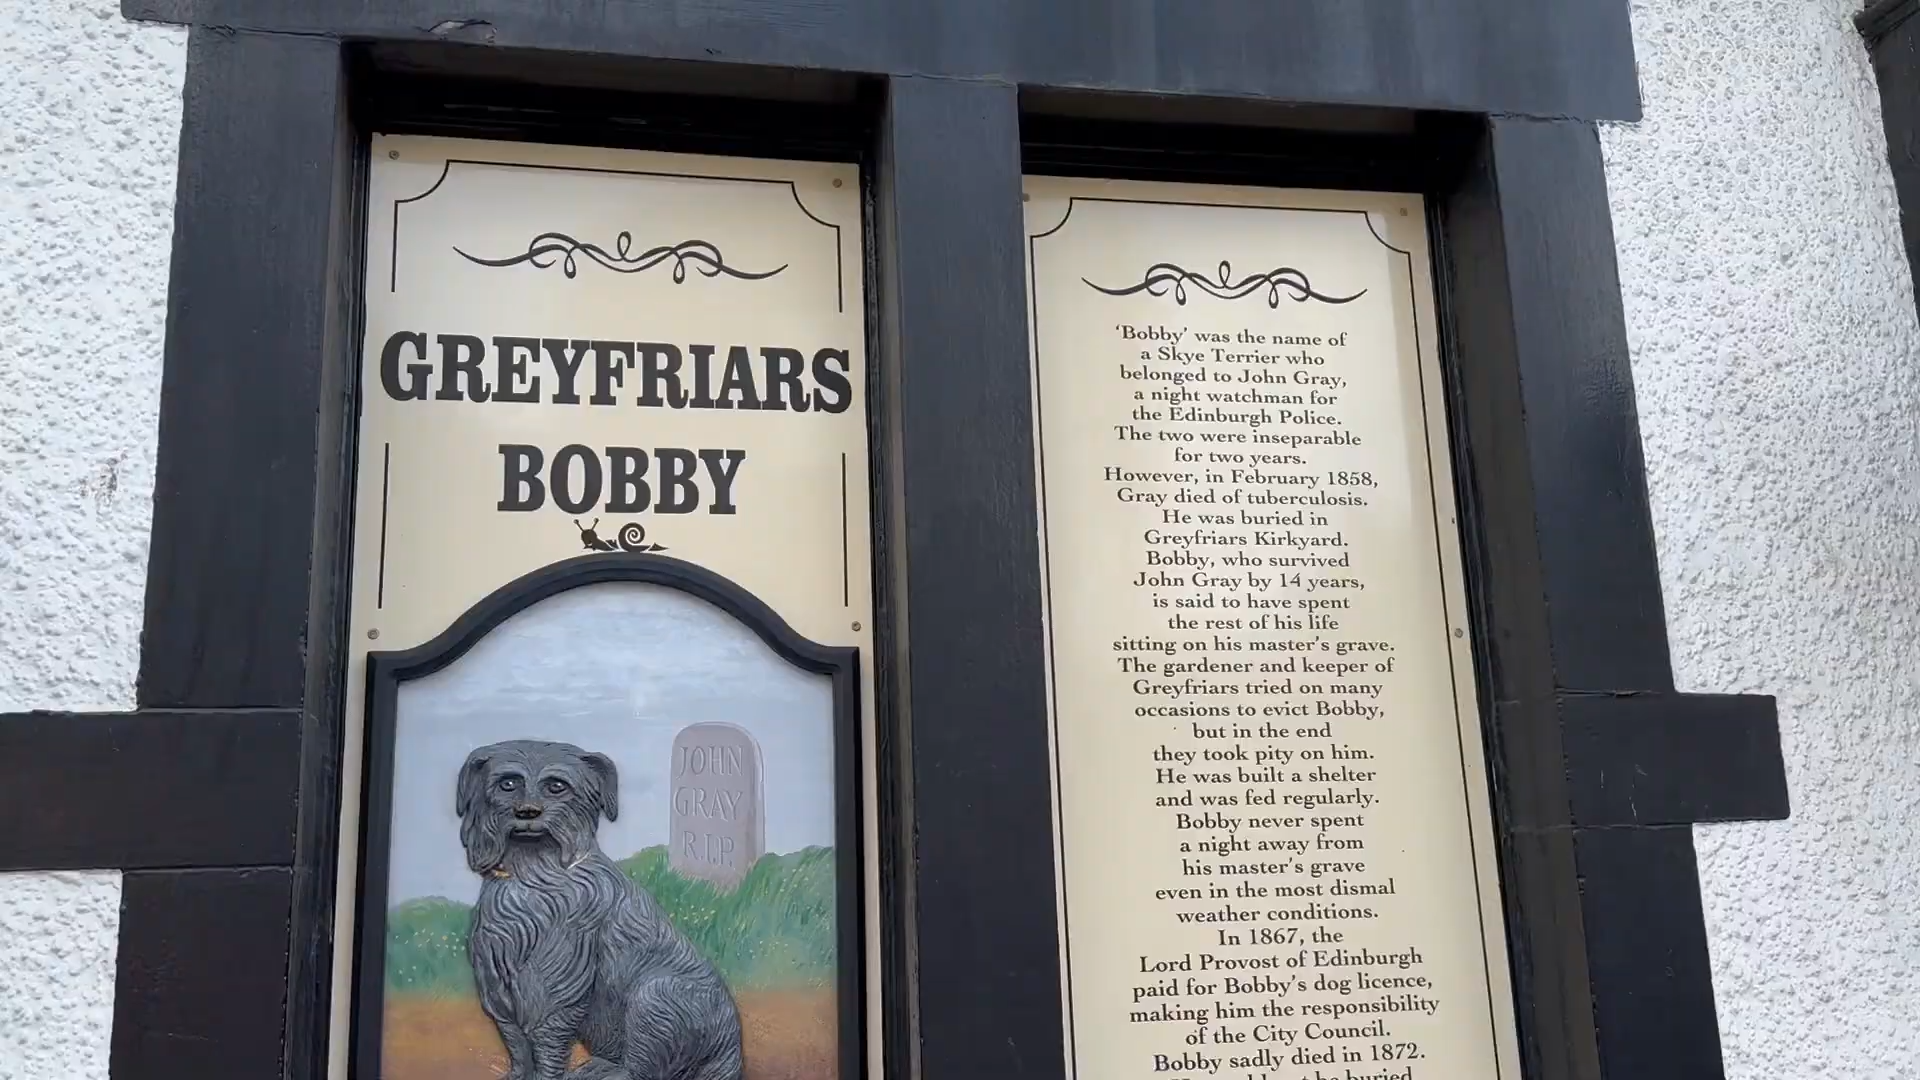 GREYFRIARS
BOBBY
JOHN
GRAY
R.I.P.
‘Bobby’ was the name of
a Skye Terrier who
belonged to John Gray,
a night watchman for
the Edinburgh Police.
The two were inseparable
for two years.
However, in February 1858,
Gray died of tuberculosis.
He was buried in
Greyfriars Kirkyard.
Bobby, who survived
John Gray by 14 years,
is said to have spent
the rest of his life
sitting on his master’s grave.
The gardener and keeper of
Greyfriars tried on many
occasions to evict Bobby,
but in the end
they took pity on him.
He was built a shelter
and was fed regularly.
Bobby never spent
a night away from
his master’s grave
even in the most dismal
weather conditions.
In 1867, the
Lord Provost of Edinburgh
paid for Bobby’s dog licence,
making him the responsibility
of the City Council.
Bobby sadly died in 1872.
buried